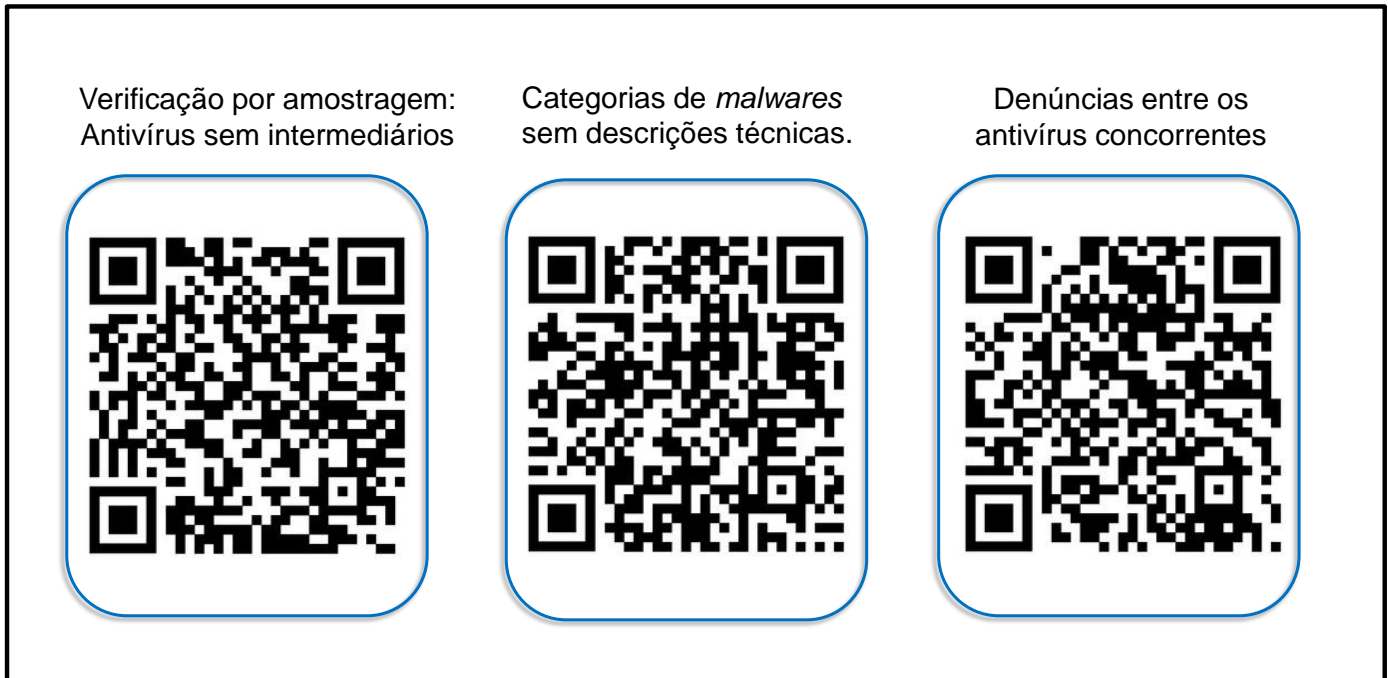 Verificação por amostragem:
Antivírus sem intermediários
Categorias de malwares
sem descrições técnicas.
Denúncias entre os
antivírus concorrentes